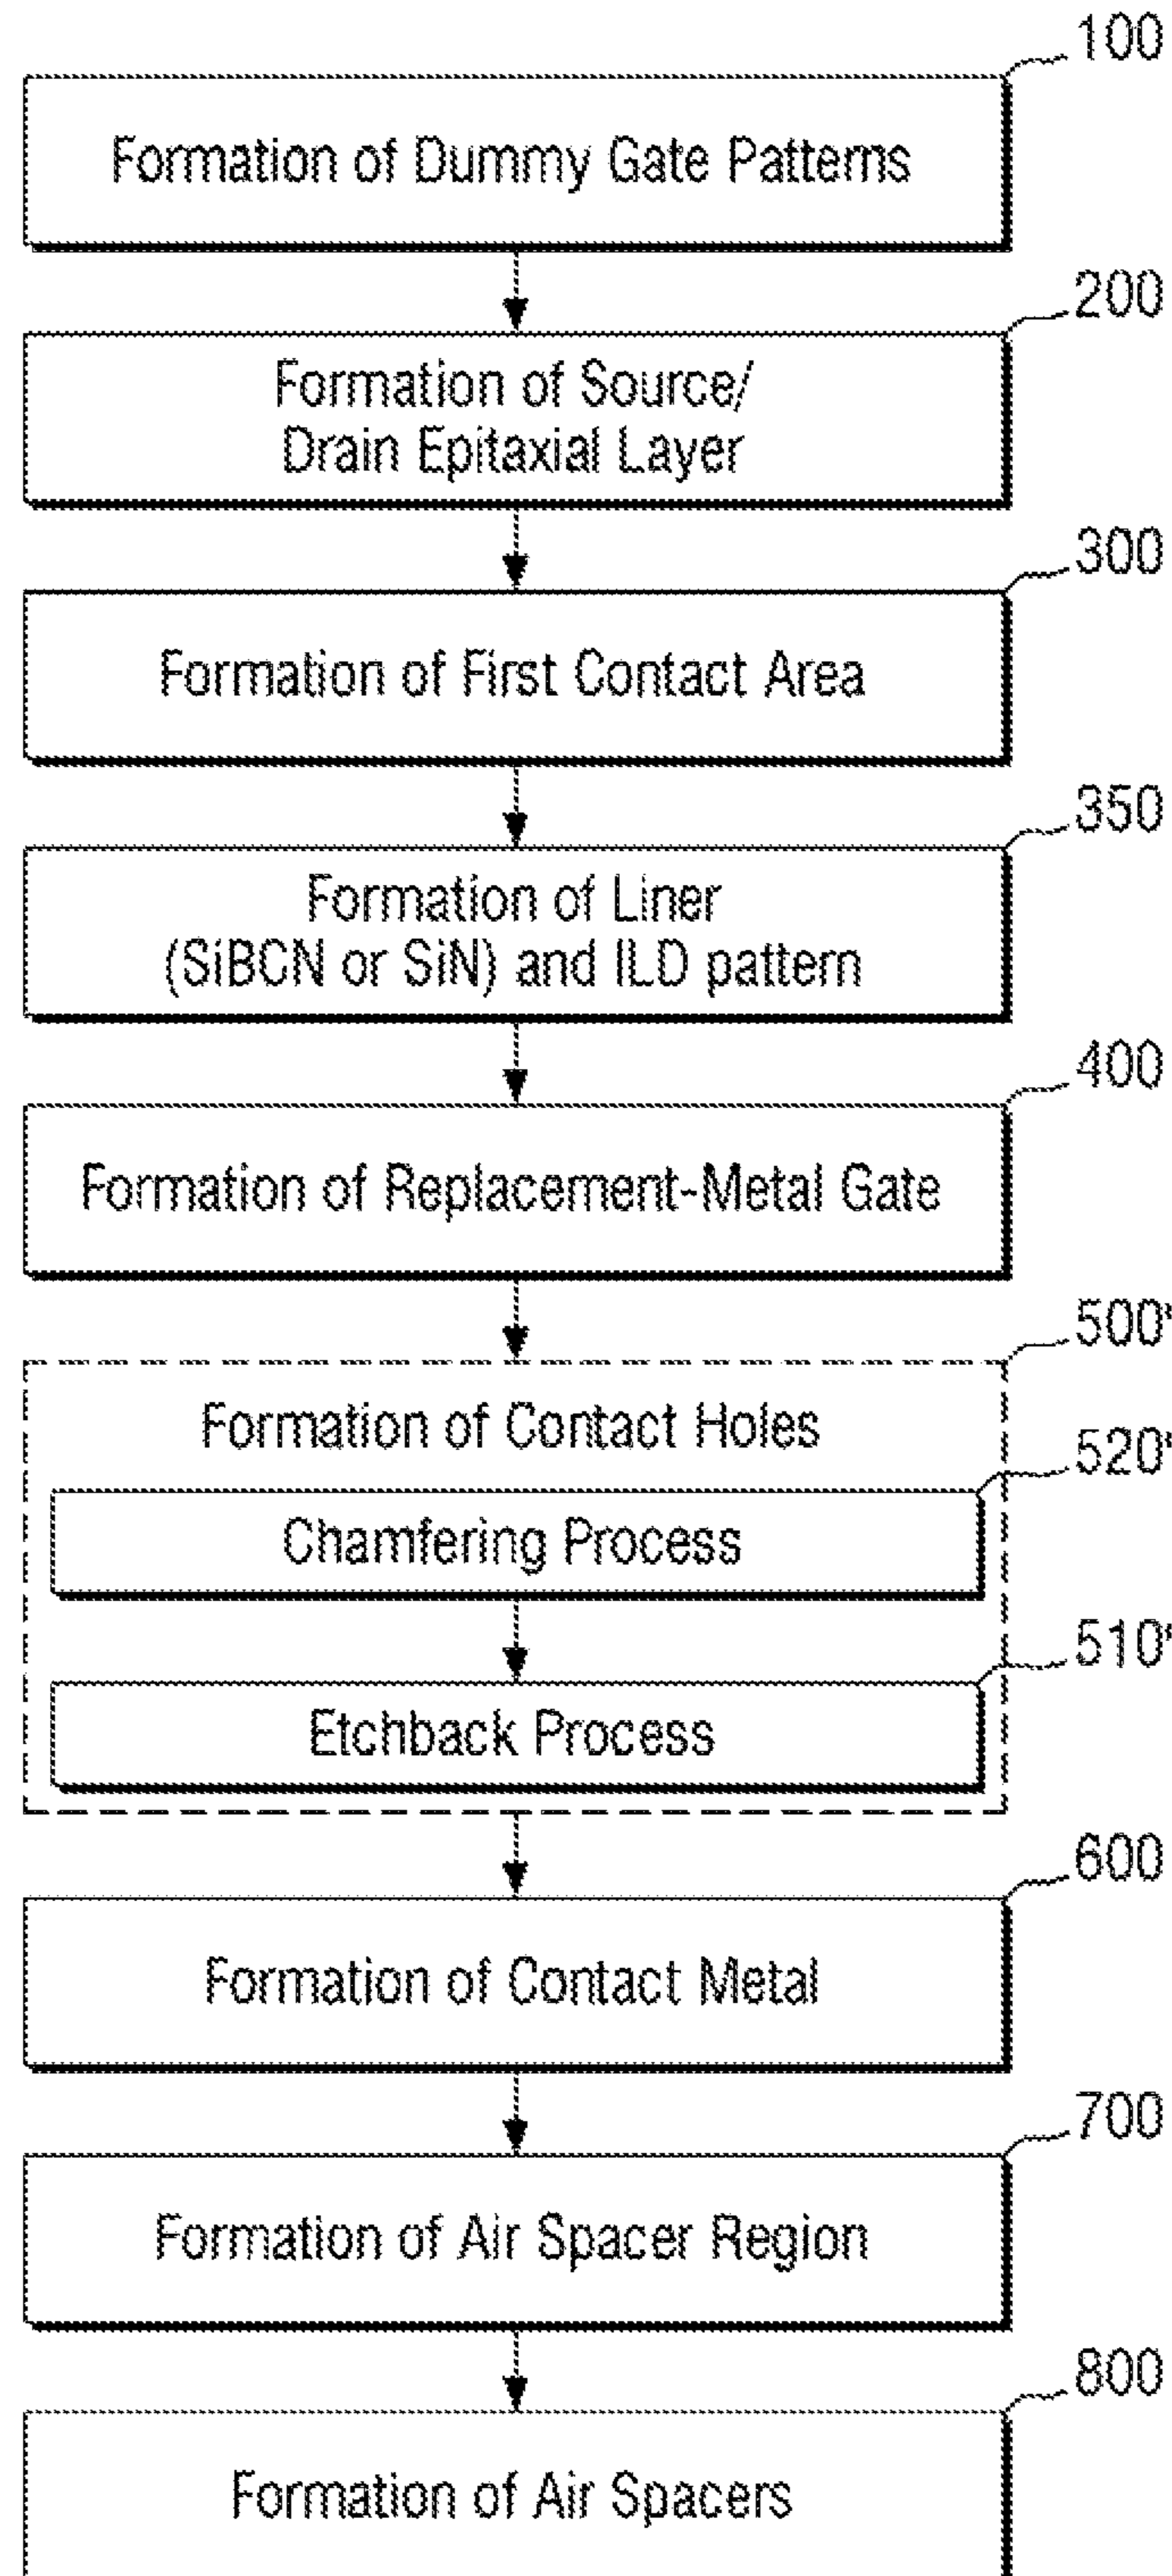 100
Formation of Dummy Gate Patterns
200
Formation of Source/
Drain Epitaxial Layer
300
Formation of First Contact Area
350
Formation of Liner
(SiBCN or SiN) and ILD pattern
400
Formation of Replacement-Metal Gate
500'
Formation of Contact Holes
520'
Chamfering Process
510'
Etchback Process
600
Formation of Contact Metal
700
Formation of Air Spacer Region
800
Formation of Air Spacers